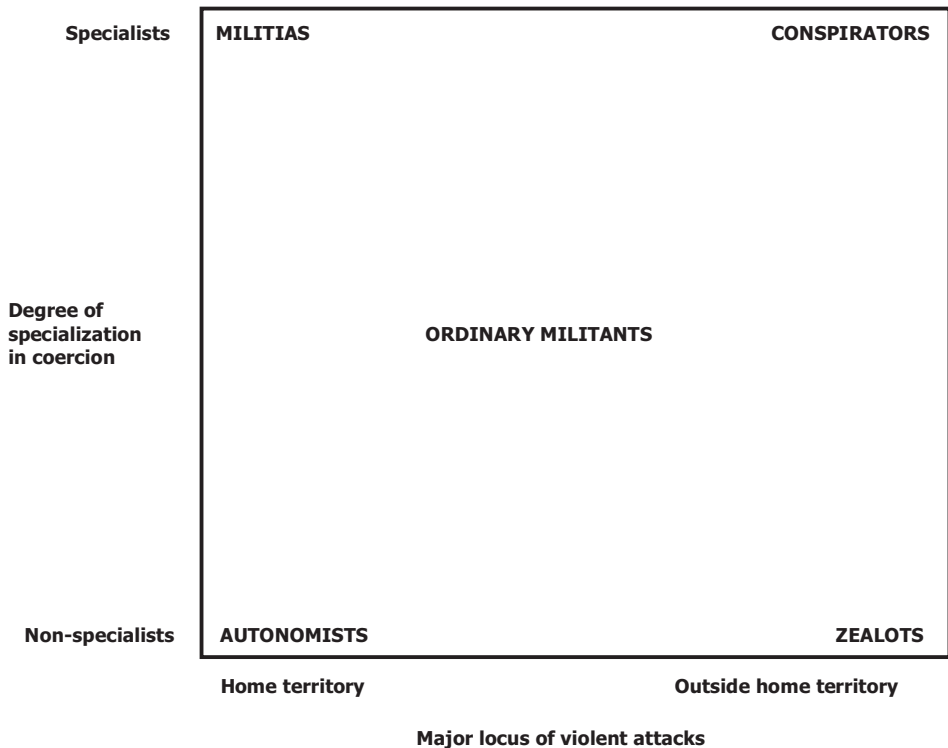 Specialists MILITIAS CONSPIRATORS
Degree of
specialization
in coercion
ORDINARY MILITANTS
Non-specialists AUTONOMISTS ZEALOTS
Home territory Outside home territory
Major locus of violent attacks